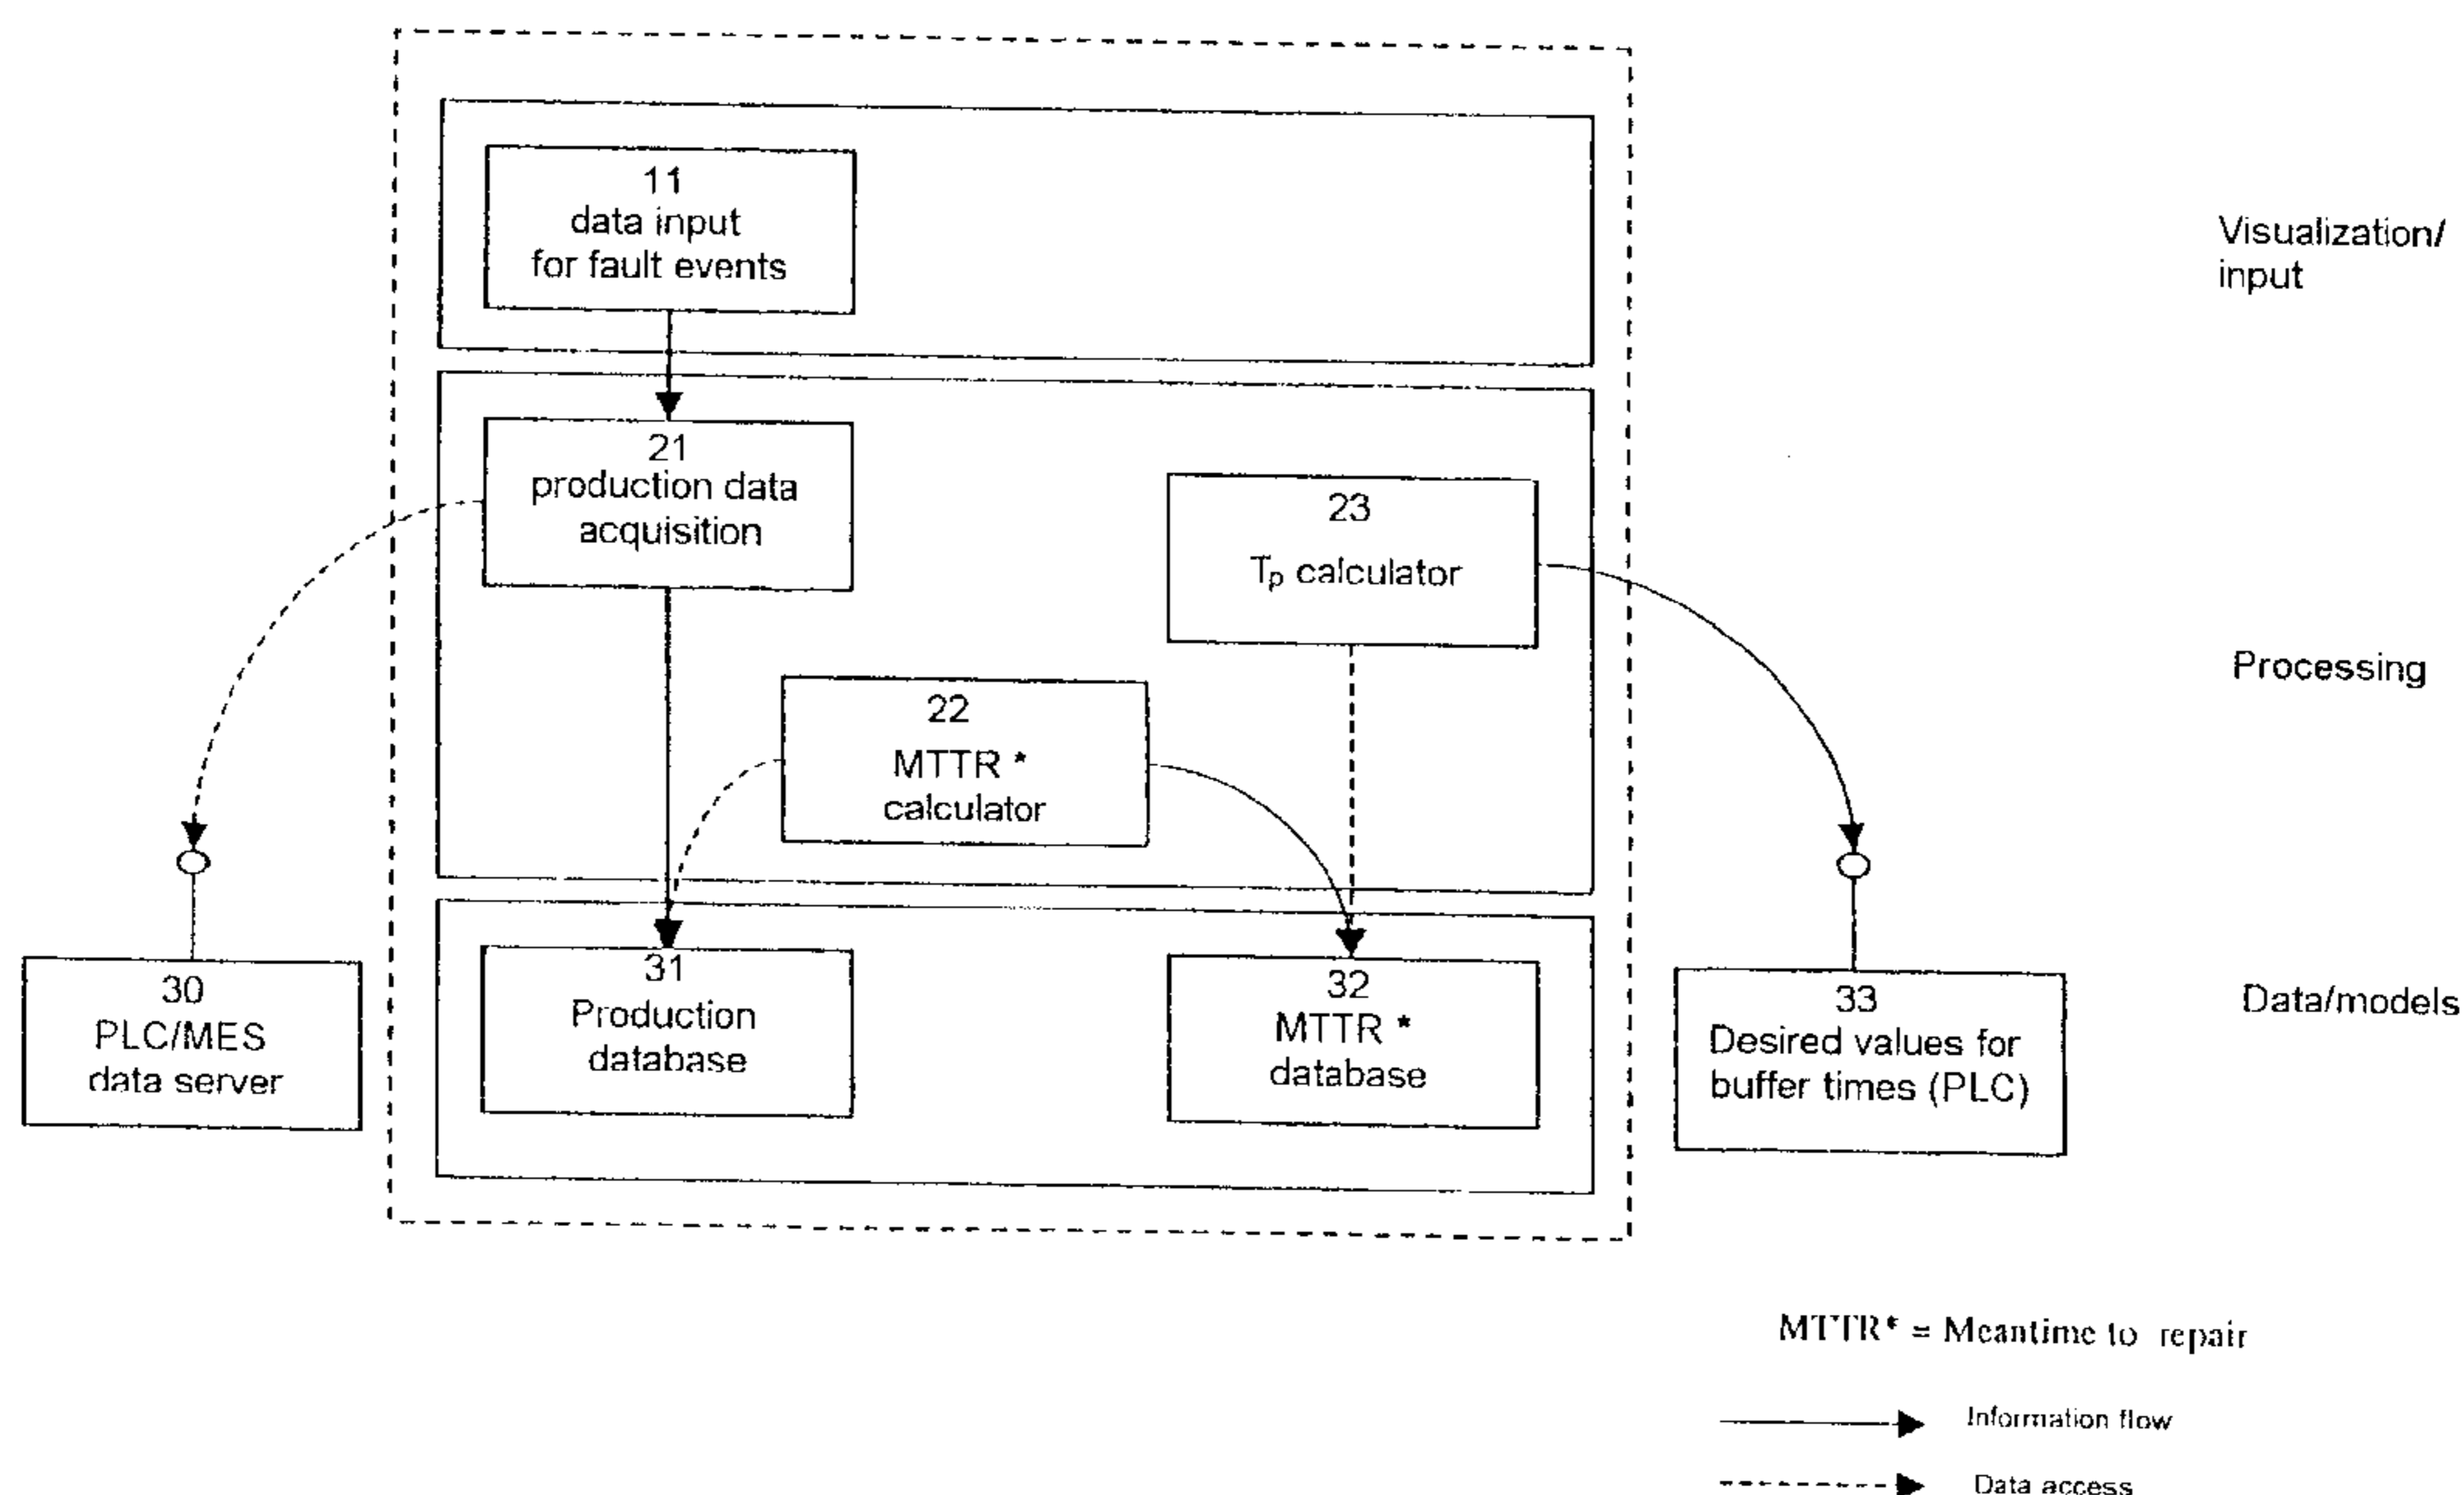 11
data input
for fault events
Visualization/
input
21
production data
acquisition
23
Tp calculator
Processing
22
MTTR *
calculator
30
PLC/MES
data server
31
Production
database
32
MTTR *
database
33
Desired values for
buffer times (PLC)
Data/models
MTTR* = Meantime to repair
Information flow
Data access